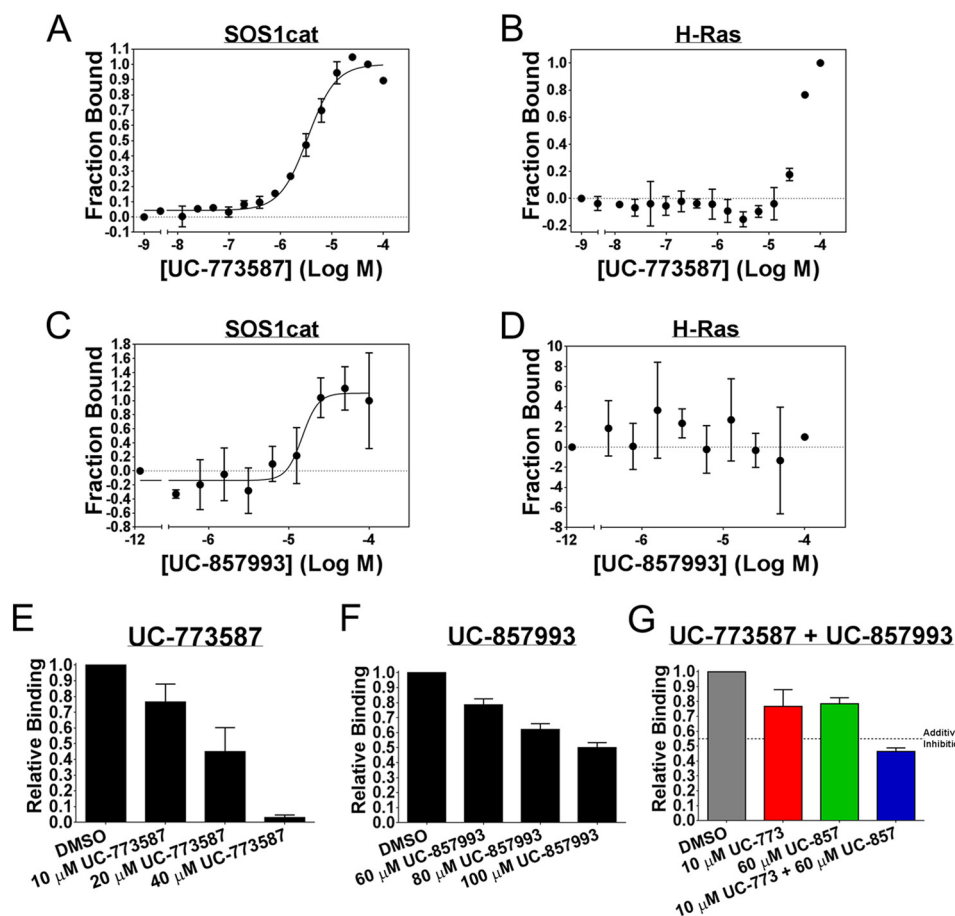 A
SOS1cat
Fraction Bound
1.1
1.0
0.9
0.8
0.7
0.6
0.5
0.4
0.3
0.2
0.1
0.0
-0.1
-9 -8 -7 -6 -5 -4
[UC-773587] (Log M)
B
H-Ras
Fraction Bound
1.0
0.8
0.6
0.4
0.2
0.0
-0.2
-9 -8 -7 -6 -5 -4
[UC-773587] (Log M)
C
SOS1cat
Fraction Bound
1.8
1.6
1.4
1.2
1.0
0.8
0.6
0.4
0.2
0.0
-0.2
-0.4
-0.6
-0.8
-12 -6 -5 -4
[UC-857993] (Log M)
D
H-Ras
Fraction Bound
10
8
6
4
2
0
-2
-4
-6
-8
-12 -6 -5 -4
[UC-857993] (Log M)
E
UC-773587
Relative Binding
1.0
0.9
0.8
0.7
0.6
0.5
0.4
0.3
0.2
0.1
0.0
DMSO
10 μM UC-773587
20 μM UC-773587
40 μM UC-773587
F
UC-857993
Relative Binding
1.0
0.9
0.8
0.7
0.6
0.5
0.4
0.3
0.2
0.1
0.0
DMSO
60 μM UC-857993
80 μM UC-857993
100 μM UC-857993
G
UC-773587 + UC-857993
Relative Binding
1.0
0.9
0.8
0.7
0.6
0.5
0.4
0.3
0.2
0.1
0.0
Additiv
Inhibitio
DMSO
10 μM UC-773
60 μM UC-857
10 μM UC-773 + 60 μM UC-857